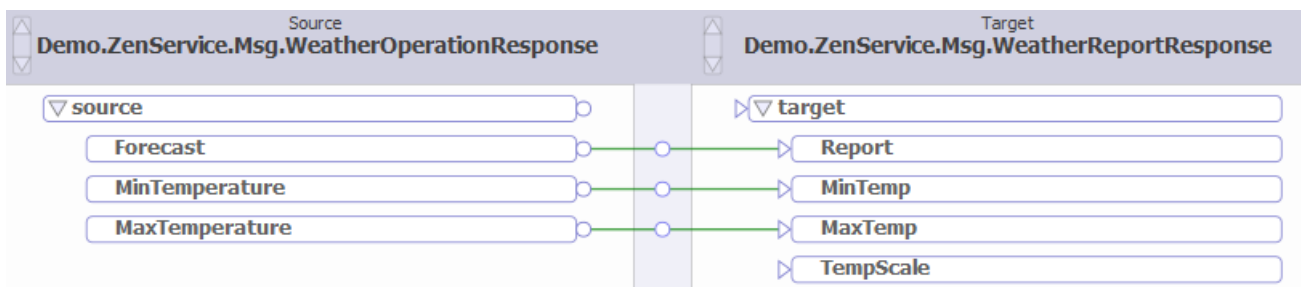 Source
Demo.ZenService.Msg.WeatherOperationResponse
Target
Demo.ZenService.Msg.WeatherReportResponse
source
target
Forecast
Report
MinTemperature
MinTemp
MaxTemperature
MaxTemp
TempScale